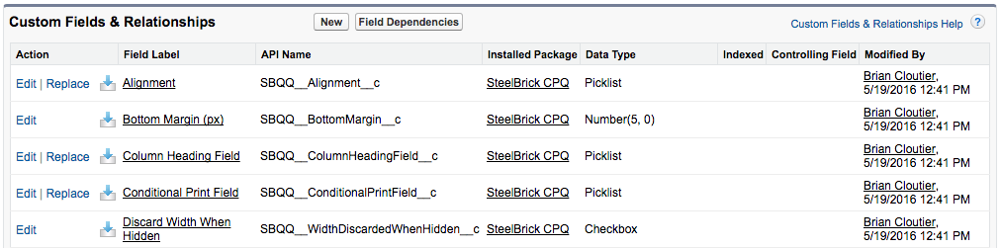 Custom Fields & Relationships New Field Dependencies Custom Fields & Relationships Help ?
Action Field Label API Name Installed Package Data Type Indexed Controlling Field Modified By
Edit | Replace Alignment SBQQ__Alignment__c SteelBrick CPQ Picklist Brian Cloutier,
5/19/2016 12:41 PM
Edit Bottom Margin (px) SBQQ__BottomMargin__c SteelBrick CPQ Number(5, 0) Brian Cloutier,
5/19/2016 12:41 PM
Edit | Replace Column Heading Field SBQQ__ColumnHeadingField__c SteelBrick CPQ Picklist Brian Cloutier,
5/19/2016 12:41 PM
Edit | Replace Conditional Print Field SBQQ__ConditionalPrintField__c SteelBrick CPQ Picklist Brian Cloutier,
5/19/2016 12:41 PM
Edit Discard Width When Hidden SBQQ__WidthDiscardedWhenHidden__c SteelBrick CPQ Checkbox Brian Cloutier,
5/19/2016 12:41 PM